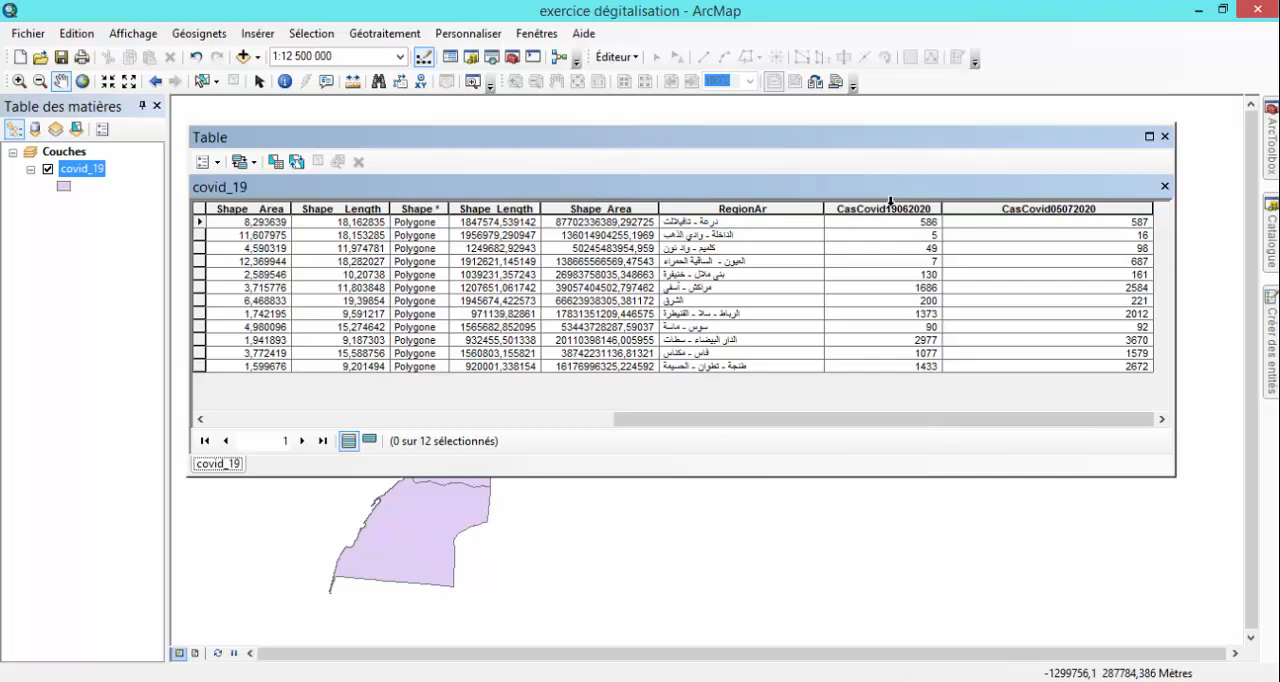 exercice dégitalisation - ArcMap
Fichier Edition Affichage Géosignets Insérer Sélection Géotraitement Personnaliser Fenêtres Aide
1:12 500 000 Éditeur
100%
Table des matières
Couches
covid_19
Table
covid_19
Shape_Area Shape_Length Shape * Shape_Length Shape_Area RegionAr CasCovid19062020 CasCovid05072020
8,293639 18,162835 Polygone 1847574,539142 87702336389,292725 درعة - تافيلالت 586 587
11,607975 18,153285 Polygone 1956979,290947 136014904255,1969 الداخلة - وادي الذهب 5 16
4,590319 11,974781 Polygone 1249682,92943 50245483954,959 كلميم - واد نون 49 98
12,369944 18,282027 Polygone 1912621,145149 138665566569,47543 العيون - الساقية الحمراء 7 687
2,589546 10,20738 Polygone 1039231,357243 26983758035,348663 بني ملال - خنيفرة 130 161
3,715776 11,803848 Polygone 1207651,061742 39057404502,797462 مراكش - آسفي 1686 2584
6,468833 19,39854 Polygone 1945674,422573 66623938305,381172 الشرق 200 221
1,742195 9,591217 Polygone 971139,82861 17831351209,446575 الرباط - سلا - القنيطرة 1373 2012
4,980096 15,274642 Polygone 1565682,852095 53443728287,59037 سوس - ماسة 90 92
1,941893 9,187303 Polygone 932455,501338 20110398146,005955 الدار البيضاء - سطات 2977 3670
3,772419 15,588756 Polygone 1560803,155821 38742231136,81321 فاس - مكناس 1077 1579
1,599676 9,201494 Polygone 920001,338154 16176996325,224592 طنجة - تطوان - الحسيمة 1433 2672
1 (0 sur 12 sélectionnés)
covid_19
ArcToolbox
Catalogue
Créer des entités
-1299756,1 287784,386 Mètres